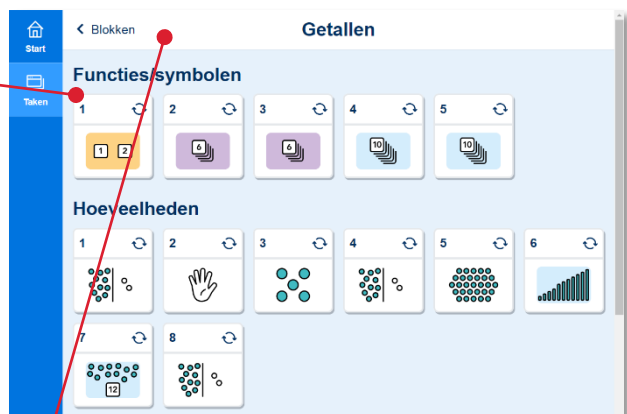 Start
Taken
Blokken
Getallen
Functies/symbolen
1 2 3 4 5
1 2 6 6 10 10
Hoeveelheden
1 2 3 4 5 6
7 8
12